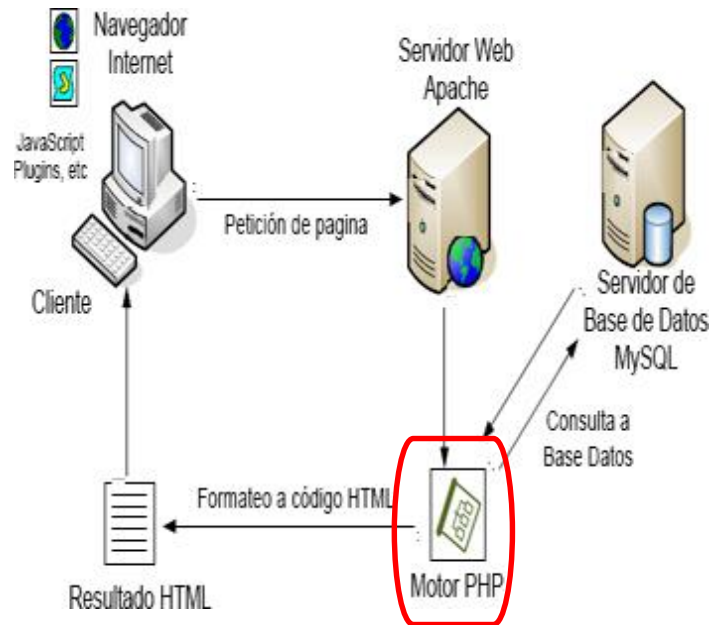 Navegador
Internet
JavaScript
Plugins, etc
Cliente
Petición de pagina
Servidor Web
Apache
Servidor de
Base de Datos
MySQL
Consulta a
Base Datos
Motor PHP
Formateo a código HTML
Resultado HTML